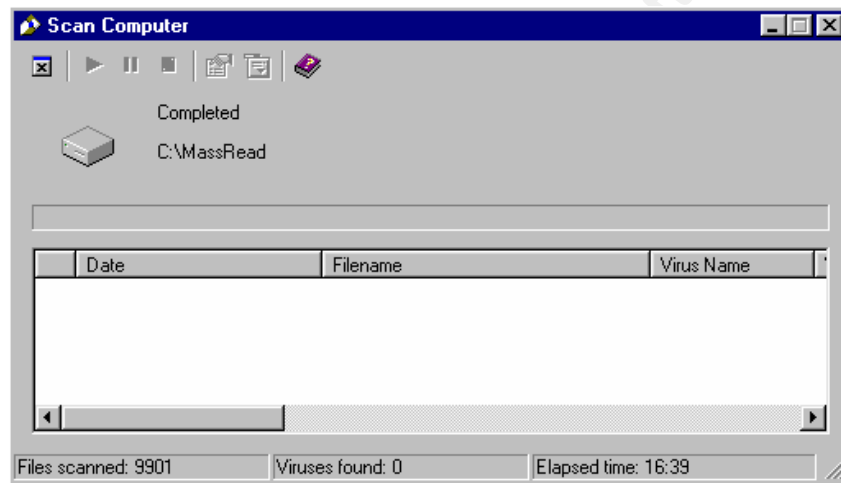 Scan Computer
Completed
C:\MassRead
Date Filename Virus Name
Files scanned: 9901 Viruses found: 0 Elapsed time: 16:39